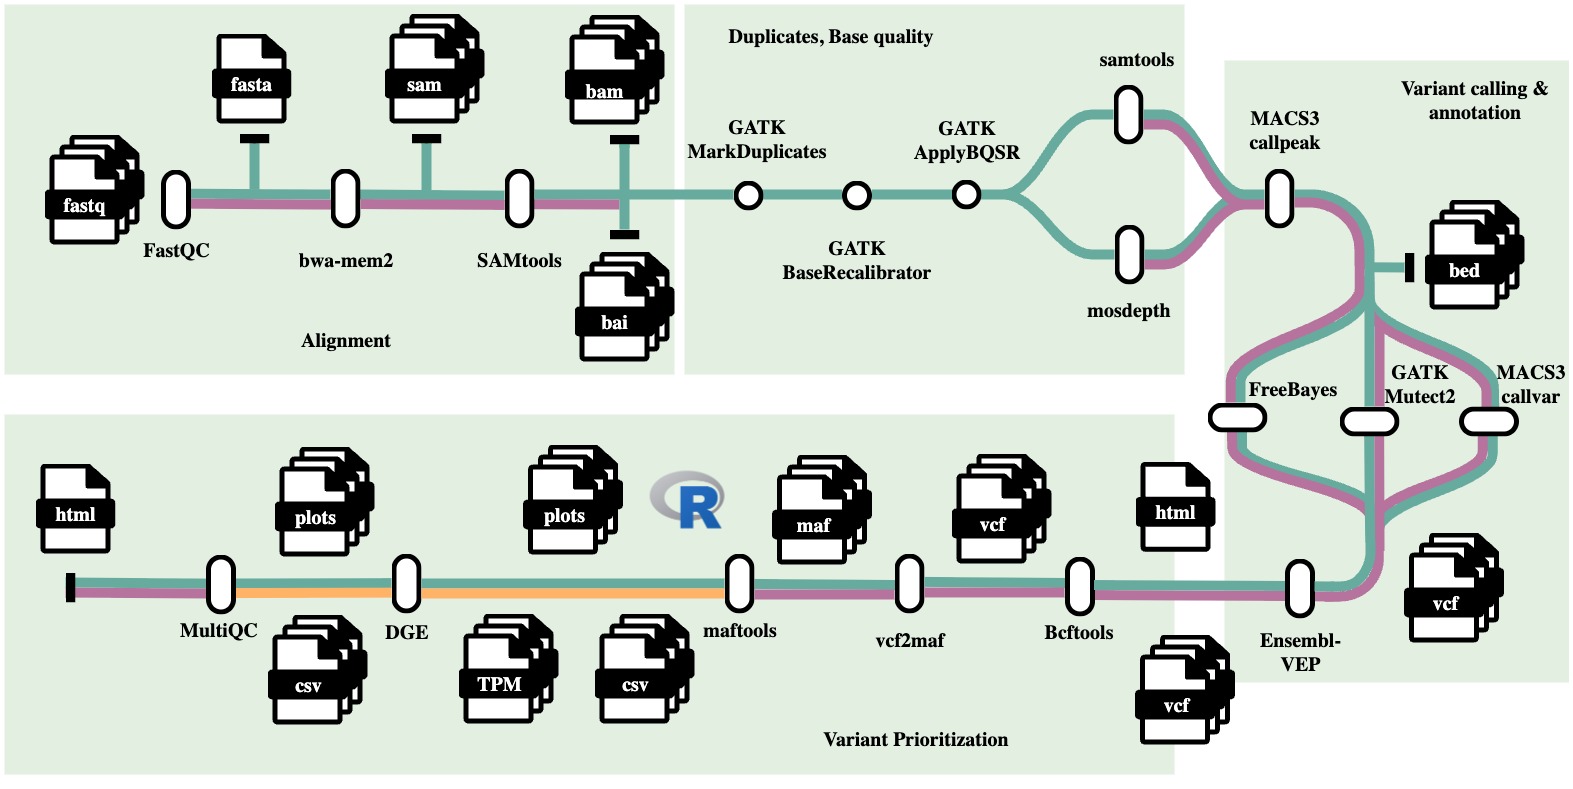 fastq
FastQC
fasta
bwa-mem2
sam
SAMtools
bam
bai
Alignment
Duplicates, Base quality
GATK
MarkDuplicates
GATK
BaseRecalibrator
GATK
ApplyBQSR
samtools
mosdepth
Variant calling &
annotation
MACS3
callpeak
bed
FreeBayes
GATK
Mutect2
MACS3
callvar
vcf
Ensembl-
VEP
html
vcf
Bcftools
vcf
vcf2maf
maf
maftools
R
plots
csv
TPM
DGE
plots
csv
MultiQC
html
Variant Prioritization